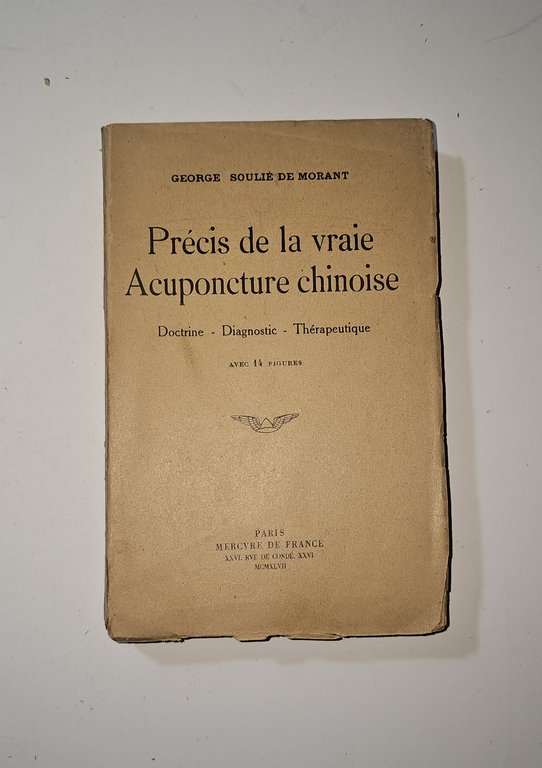 GEORGE SOULIÉ DE MORANT
Précis de la vraie
Acuponcture chinoise
Doctrine - Diagnostic - Thérapeutique
AVEC 14 FIGURES
PARIS
MERCVRE DE FRANCE
XXVI, RVE DE CONDÉ, XXVI
MCMXLVII